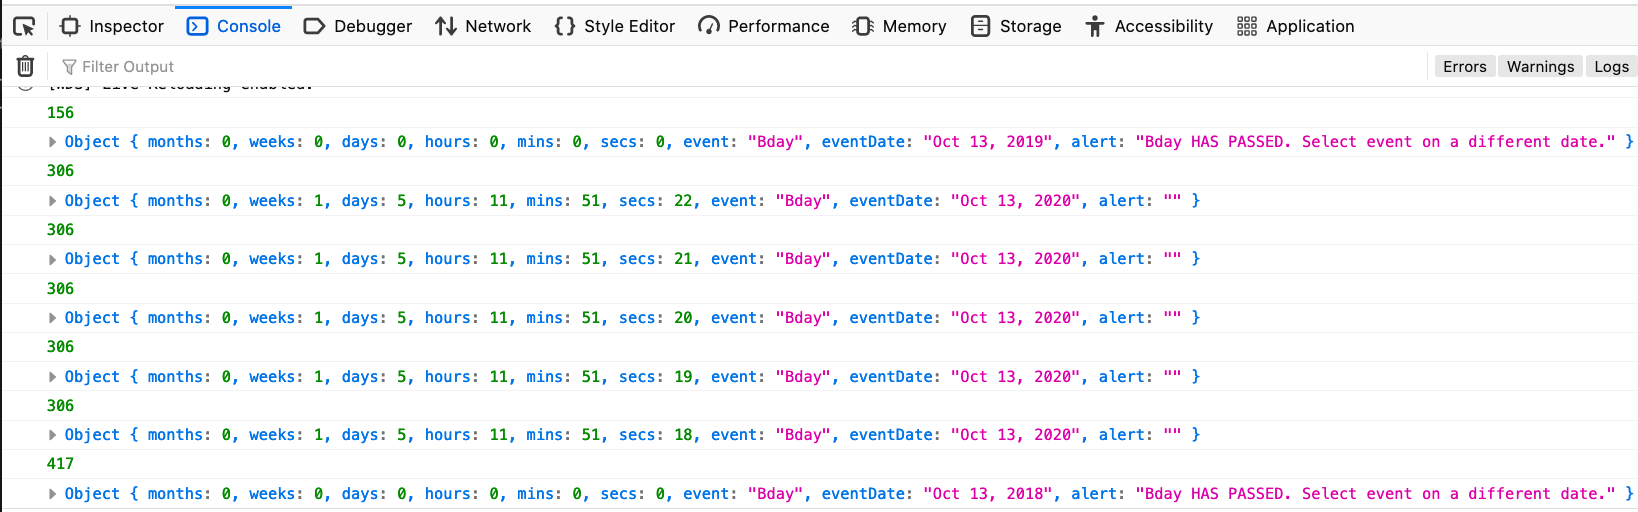 Inspector Console Debugger Network Style Editor Performance Memory Storage Accessibility Application
Filter Output Errors Warnings Logs
[WDS] Live Reloading enabled.
156
Object { months: 0, weeks: 0, days: 0, hours: 0, mins: 0, secs: 0, event: "Bday", eventDate: "Oct 13, 2019", alert: "Bday HAS PASSED. Select event on a different date." }
306
Object { months: 0, weeks: 1, days: 5, hours: 11, mins: 51, secs: 22, event: "Bday", eventDate: "Oct 13, 2020", alert: "" }
306
Object { months: 0, weeks: 1, days: 5, hours: 11, mins: 51, secs: 21, event: "Bday", eventDate: "Oct 13, 2020", alert: "" }
306
Object { months: 0, weeks: 1, days: 5, hours: 11, mins: 51, secs: 20, event: "Bday", eventDate: "Oct 13, 2020", alert: "" }
306
Object { months: 0, weeks: 1, days: 5, hours: 11, mins: 51, secs: 19, event: "Bday", eventDate: "Oct 13, 2020", alert: "" }
306
Object { months: 0, weeks: 1, days: 5, hours: 11, mins: 51, secs: 18, event: "Bday", eventDate: "Oct 13, 2020", alert: "" }
417
Object { months: 0, weeks: 0, days: 0, hours: 0, mins: 0, secs: 0, event: "Bday", eventDate: "Oct 13, 2018", alert: "Bday HAS PASSED. Select event on a different date." }